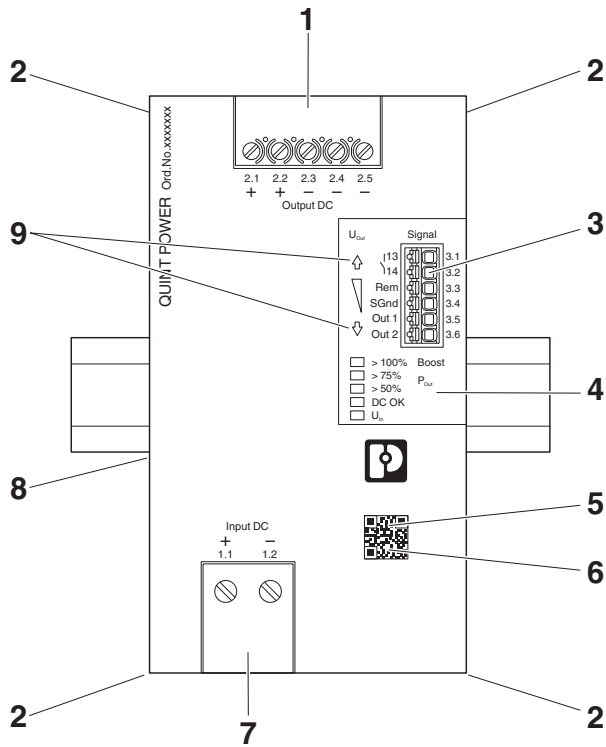 1
2
2
QUINT POWER Ord.No.xxxxxxx
2.1 2.2 2.3 2.4 2.5
+ + – – –
Output DC
9
U Out
Signal
3
13 3.1
14 3.2
Rem 3.3
SGnd 3.4
Out 1 3.5
Out 2 3.6
> 100% Boost
> 75%
P Out
> 50%
DC OK
U In
4
8
5
6
Input DC
+ –
1.1 1.2
2
7
2